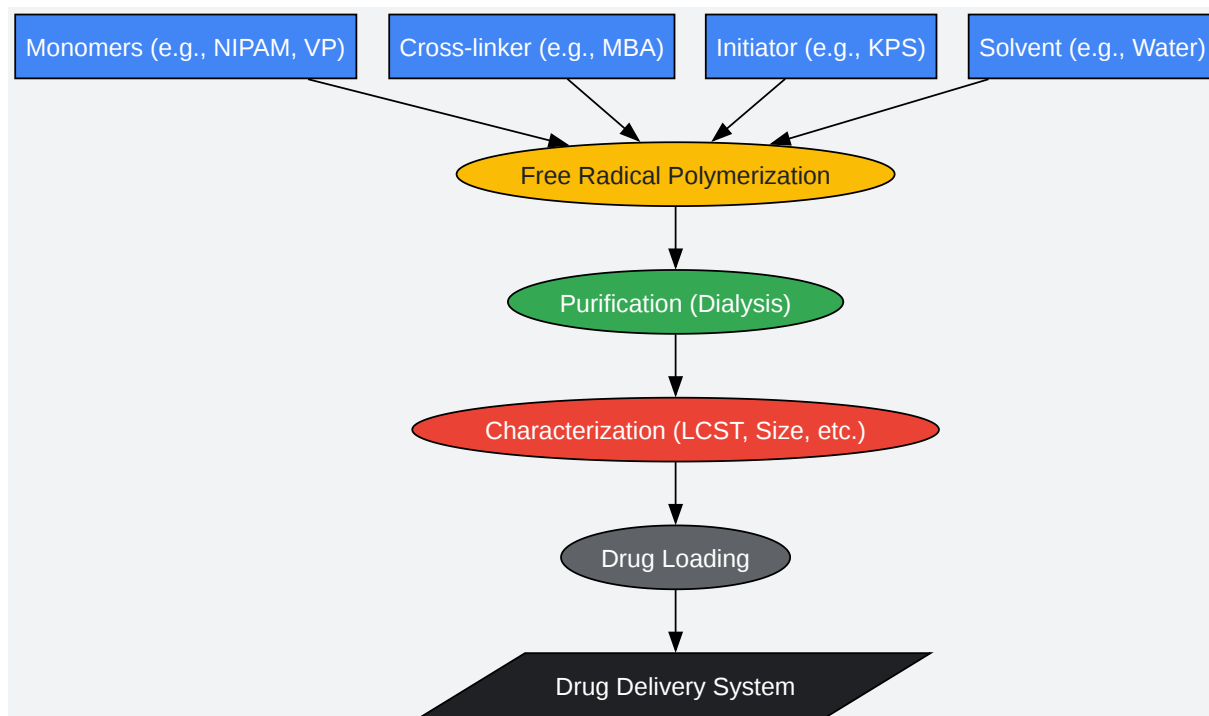 Monomers (e.g., NIPAM, VP)
Cross-linker (e.g., MBA)
Initiator (e.g., KPS)
Solvent (e.g., Water)
Free Radical Polymerization
Purification (Dialysis)
Characterization (LCST, Size, etc.)
Drug Loading
Drug Delivery System